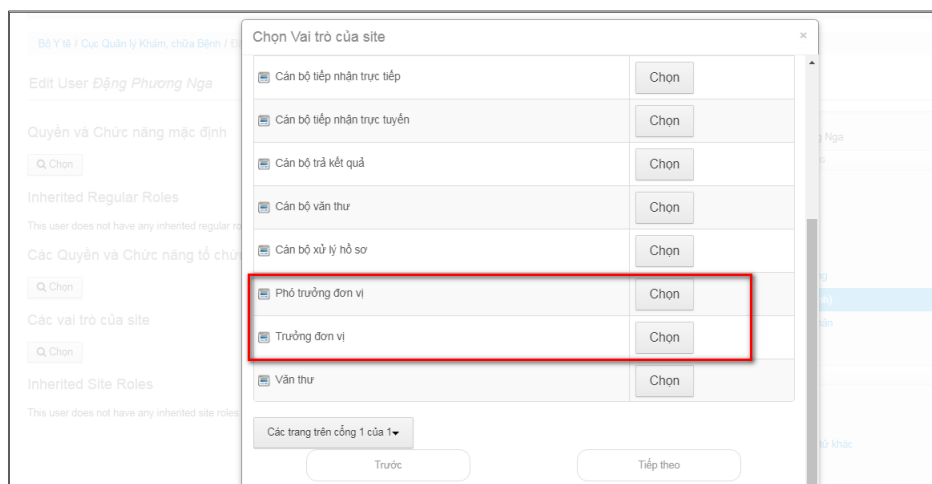 Chọn Vai trò của site ×
Bộ Y tế / Cục Quản lý Khám, chữa Bệnh /
Edit User Đặng Phương Nga
Quyền và Chức năng mặc định
Chọn
Inherited Regular Roles
This user does not have any inherited regular
Các Quyền và Chức năng tổ
Chọn
Các vai trò của site
Chọn
Inherited Site Roles
This user does not have any inherited site roles
Cán bộ tiếp nhận trực tiếp Chọn
Cán bộ tiếp nhận trực tuyến Chọn
Cán bộ trả kết quả Chọn
Cán bộ văn thư Chọn
Cán bộ xử lý hồ sơ Chọn
Phó trưởng đơn vị Chọn
Trưởng đơn vị Chọn
Văn thư Chọn
Các trang trên cổng 1 của 1
Trước Tiếp theo
Nga
khác